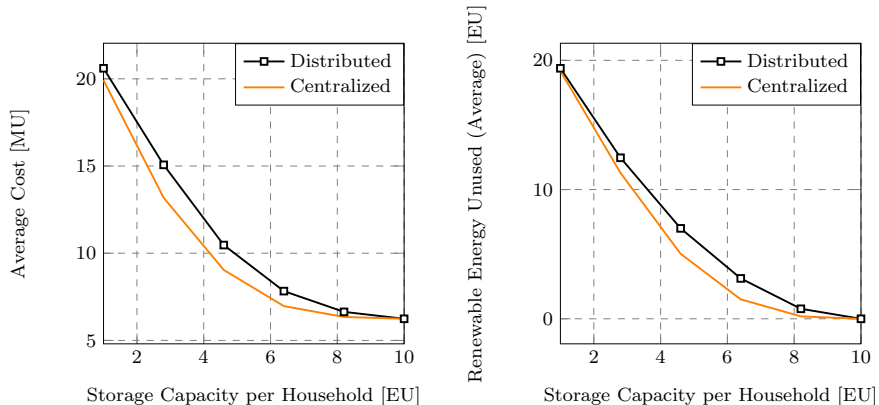 Average Cost [MU]
20
15
10
5
2 4 6 8 10
Storage Capacity per Household [EU]
Distributed
Centralized
Renewable Energy Unused (Average) [EU]
20
10
0
2 4 6 8 10
Storage Capacity per Household [EU]
Distributed
Centralized